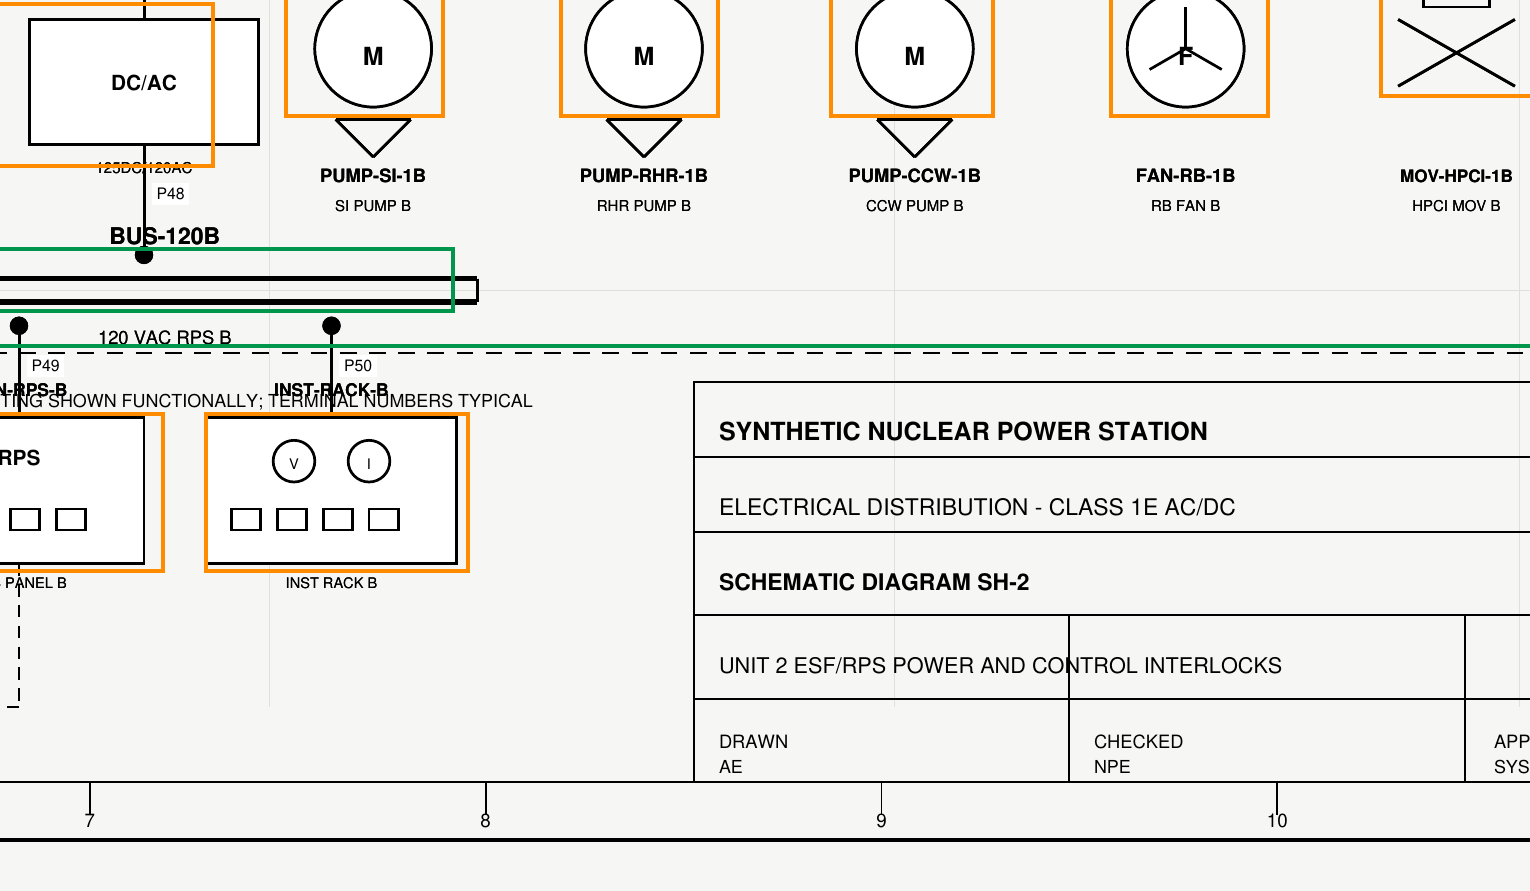 DC/AC
125DC/120AC
P48
M
PUMP-SI-1B
SI PUMP B
M
PUMP-RHR-1B
RHR PUMP B
M
PUMP-CCW-1B
CCW PUMP B
F
FAN-RB-1B
RB FAN B
MOV-HPCI-1B
HPCI MOV B
BUS-120B
120 VAC RPS B
P49
P50
N-RPS-B
INST-RACK-B
TING SHOWN FUNCTIONALLY; TERMINAL NUMBERS TYPICAL
RPS
V
I
PANEL B
INST RACK B
SYNTHETIC NUCLEAR POWER STATION
ELECTRICAL DISTRIBUTION - CLASS 1E AC/DC
SCHEMATIC DIAGRAM SH-2
UNIT 2 ESF/RPS POWER AND CONTROL INTERLOCKS
DRAWN
AE
CHECKED
NPE
APP
SYS
7
8
9
10